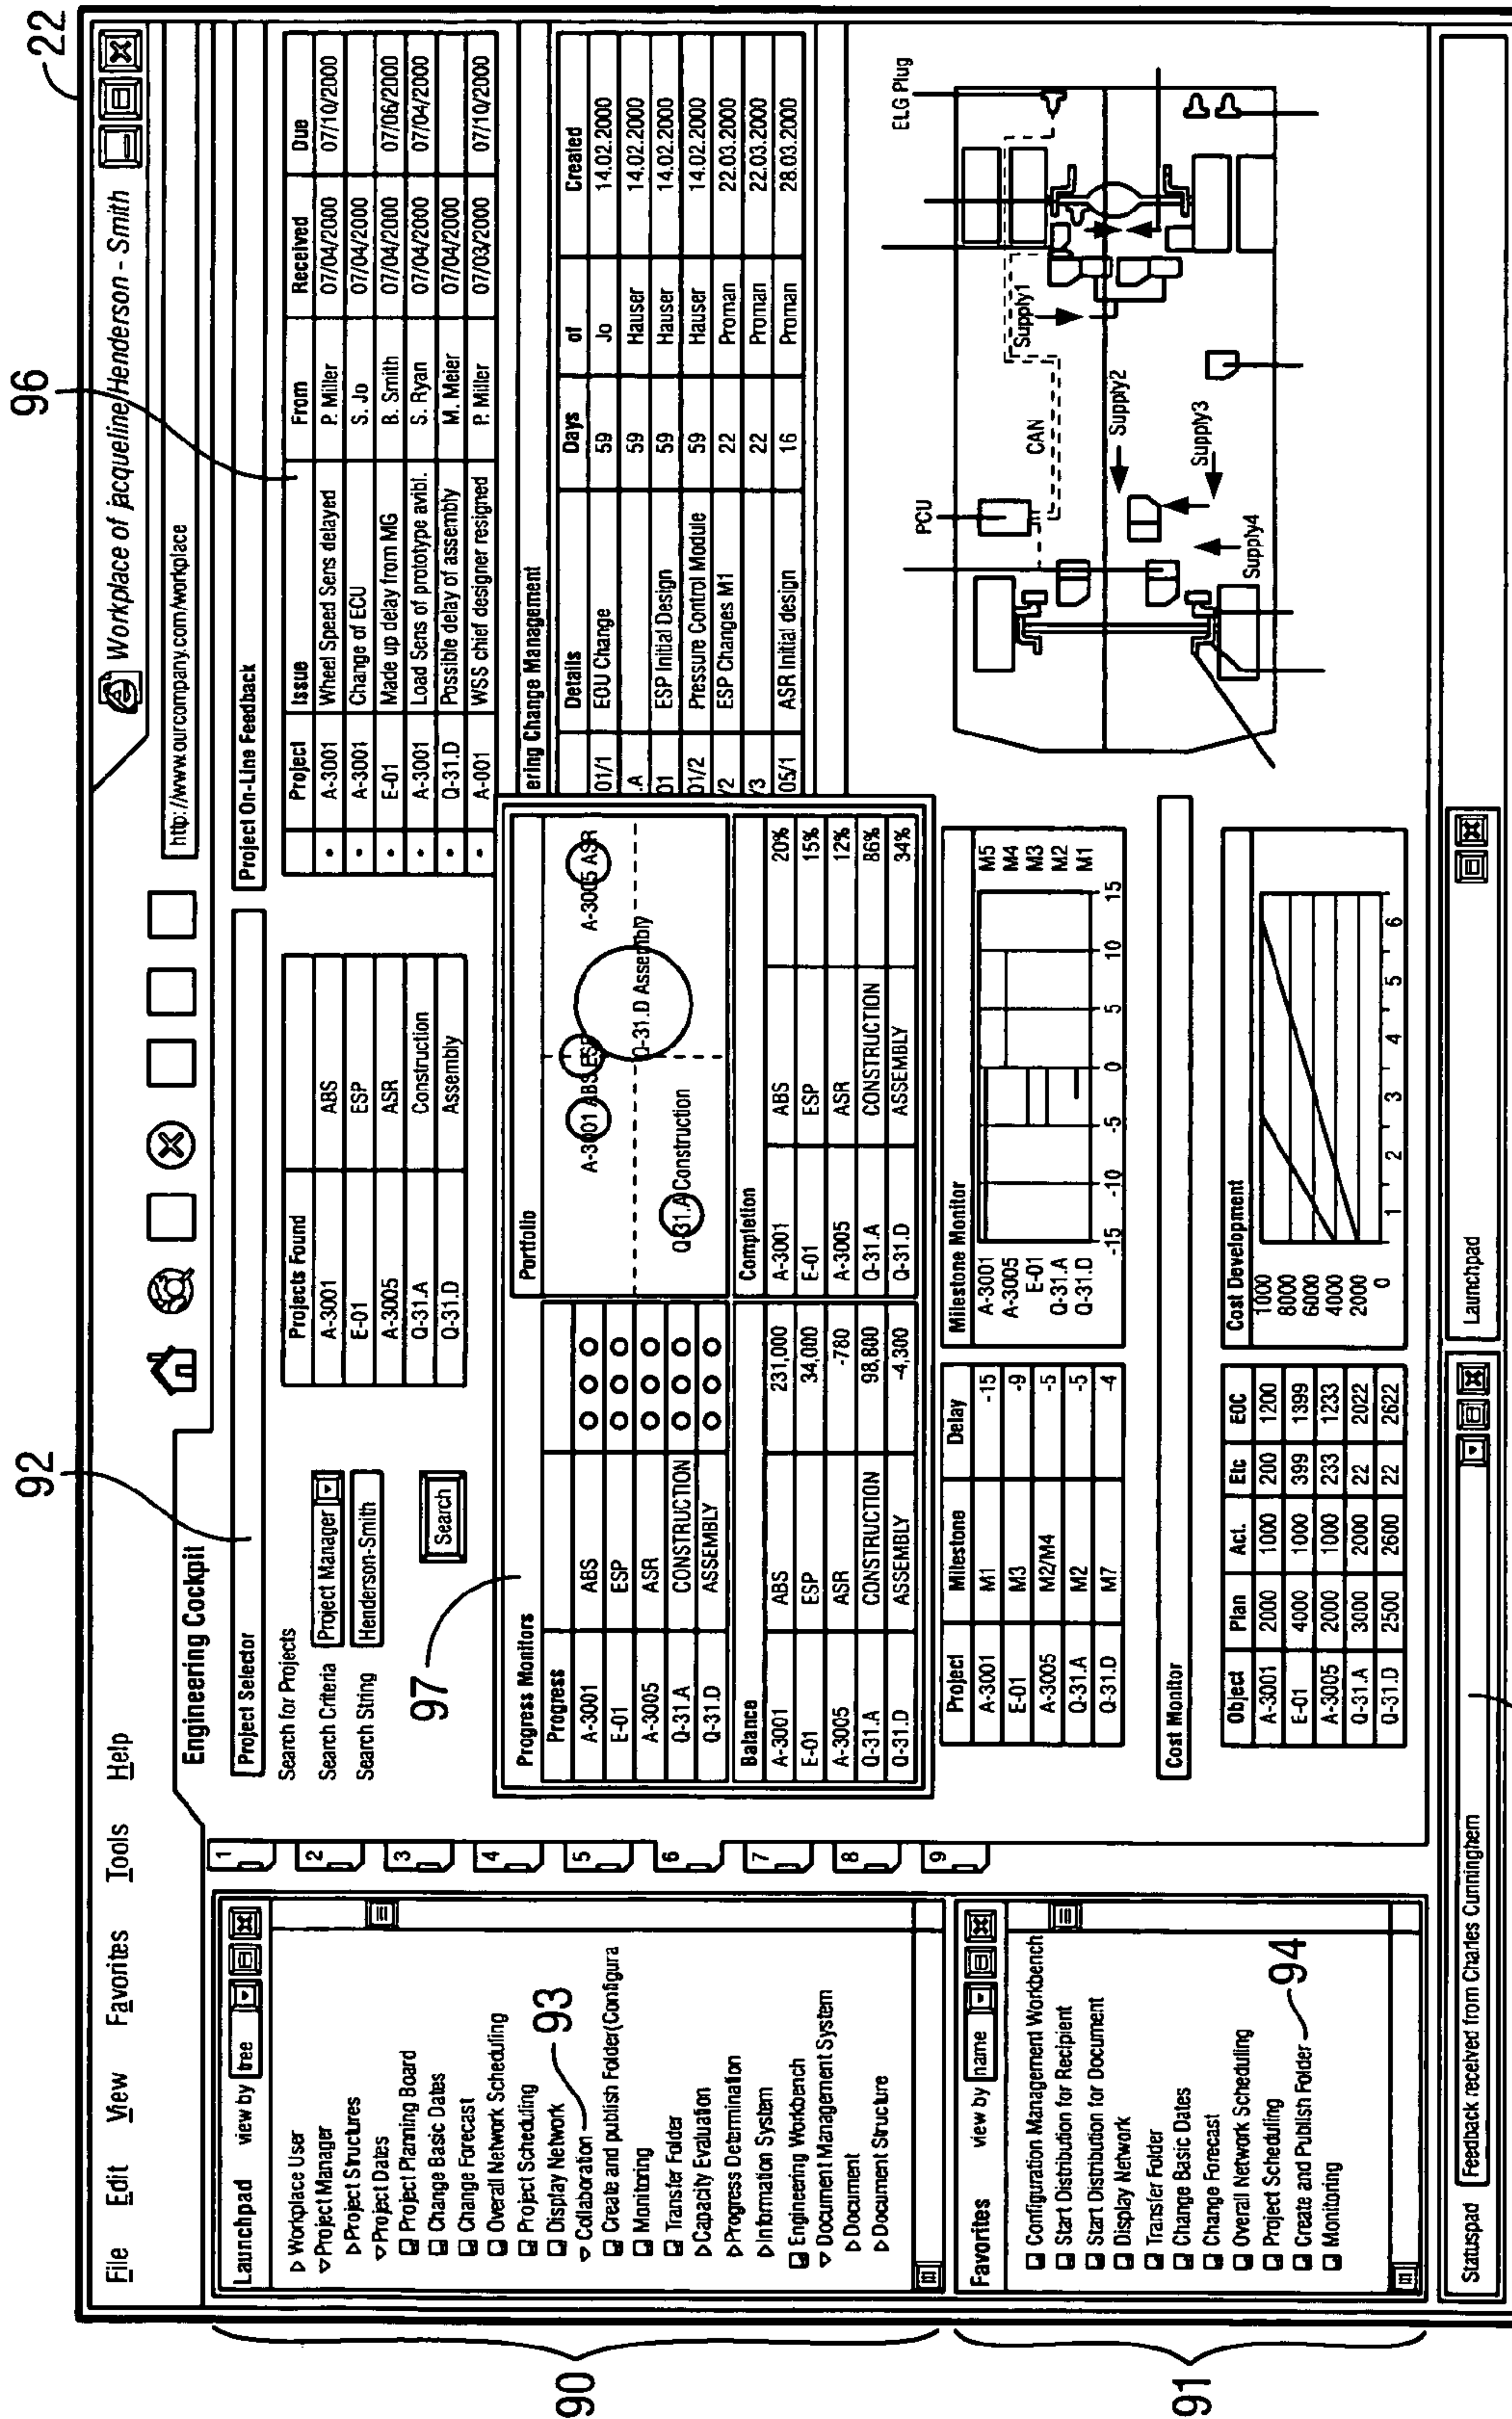 22
Workplace of jacqueline/Henderson - Smith
File Edit View Favorites Tools Help
http://www.ourcompany.com/workplace
Engineering Cockpit
92
96
90
Launchpad view by tree
Workplace User
Project Manager
Project Structures
Project Dates
Project Planning Board
Change Basic Dates
Change Forecast
Overall Network Scheduling
Project Scheduling
Display Network
93
Collaboration
Create and publish Folder(Configura
Monitoring
Transfer Folder
Capacity Evaluation
Progress Determination
Information System
Engineering Workbench
Document Management System
Document
Document Structure
91
Favorites view by name
Configuration Management Workbench
Start Distribution for Recipient
Start Distribution for Document
Display Network
Transfer Folder
Change Basic Dates
Change Forecast
Overall Network Scheduling
Project Scheduling
Create and Publish Folder 94
Monitoring
1
2
3
4
5
6
7
8
9
Project Selector
Search for Projects
Search Criteria Project Manager
Search String Henderson-Smith
Search
Projects Found
A-3001 ABS
E-01 ESP
A-3005 ASR
Q-31.A Construction
Q-31.D Assembly
Project On-Line Feedback
Project Issue From Received Due
A-3001 Wheel Speed Sens delayed P. Miller 07/04/2000 07/10/2000
A-3001 Change of ECU S. Jo 07/04/2000
E-01 Made up delay from MG B. Smith 07/04/2000 07/06/2000
A-3001 Load Sens of prototype avibl. S. Ryan 07/04/2000 07/04/2000
Q-31.D Possible delay of assembly M. Meier 07/04/2000
A-001 WSS chief designer resigned P. Miller 07/03/2000 07/10/2000
97
Progress Monitors
Progress
A-3001 ABS
E-01 ESP
A-3005 ASR
Q-31.A CONSTRUCTION
Q-31.D ASSEMBLY
Portfolio
A-3001 ABS ESP
A-3005 ASR
Q-31.D Assembly
Q-31.A Construction
Balance
A-3001 ABS 231,000
E-01 ESP 34,000
A-3005 ASR -780
Q-31.A CONSTRUCTION 98,800
Q-31.D ASSEMBLY -4,300
Completion
A-3001 ABS 20%
E-01 ESP 15%
A-3005 ASR 12%
Q-31.A CONSTRUCTION 86%
Q-31.D ASSEMBLY 34%
ering Change Management
Details Days of Created
01/1 EOU Change 59 Jo 14.02.2000
.A 59 Hauser 14.02.2000
01 ESP Initial Design 59 Hauser 14.02.2000
01/2 Pressure Control Module 59 Hauser 14.02.2000
/2 ESP Changes M1 22 Proman 22.03.2000
/3 22 Proman 22.03.2000
05/1 ASR Initial design 16 Proman 28.03.2000
Project Milestone Delay
A-3001 M1 -15
E-01 M3 -9
A-3005 M2/M4 -5
Q-31.A M2 -5
Q-31.D M7 -4
Milestone Monitor
A-3001 M5
A-3005 M4
E-01 M3
Q-31.A M2
Q-31.D M1
-15 -10 -5 0 5 10 15
Cost Monitor
Object Plan Act. Etc EOC
A-3001 2000 1000 200 1200
E-01 4000 1000 399 1399
A-3005 2000 1000 233 1233
Q-31.A 3000 2000 22 2022
Q-31.D 2500 2600 22 2622
Cost Development
1000
8000
6000
4000
2000
0
1 2 3 4 5 6
PCU
ELG Plug
CAN
Supply1
Supply2
Supply3
Supply4
Statuspad Feedback received from Charles Cunninghem
Launchpad